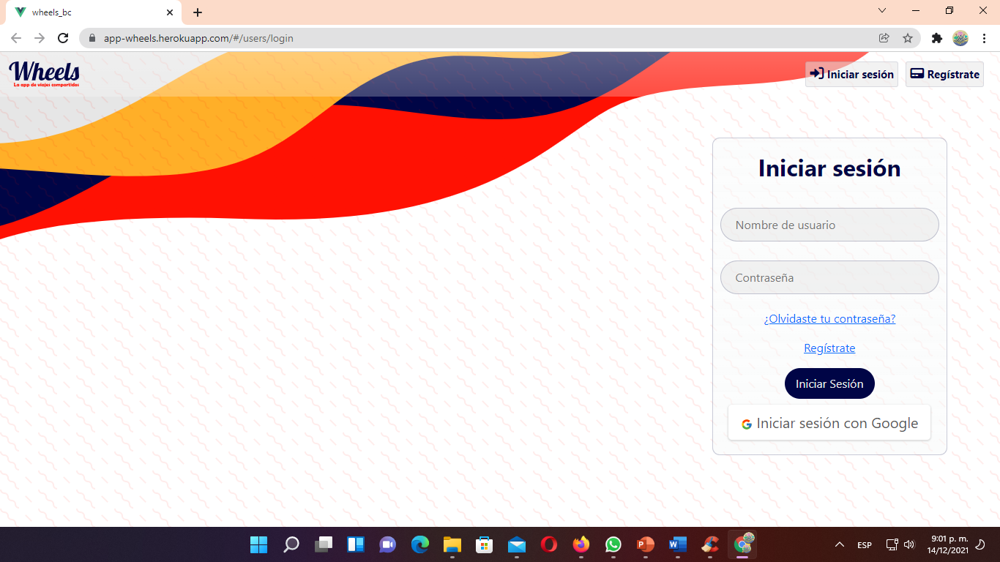 wheels_bc
app-wheels.herokuapp.com/#/users/login
Wheels
La app de viajes compartidos
Iniciar sesión
Regístrate
Iniciar sesión
Nombre de usuario
Contraseña
¿Olvidaste tu contraseña?
Regístrate
Iniciar Sesión
Iniciar sesión con Google
ESP
9:01 p. m.
14/12/2021